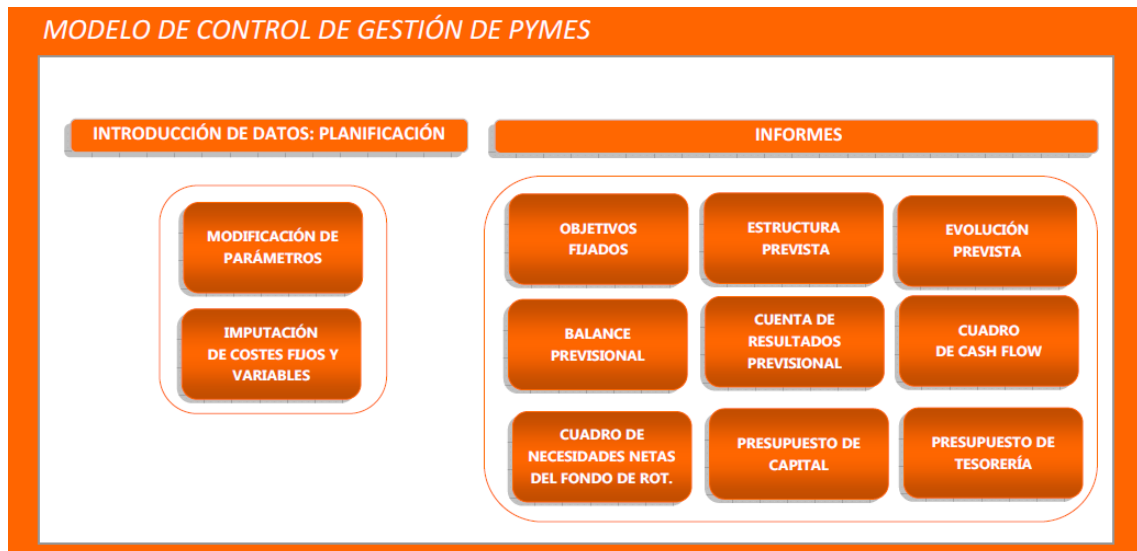 MODELO DE CONTROL DE GESTIÓN DE PYMES
INTRODUCCIÓN DE DATOS: PLANIFICACIÓN
INFORMES
MODIFICACIÓN DE
PARÁMETROS
IMPUTACIÓN
DE COSTES FIJOS Y
VARIABLES
OBJETIVOS
FIJADOS
ESTRUCTURA
PREVISTA
EVOLUCIÓN
PREVISTA
BALANCE
PREVISIONAL
CUENTA DE
RESULTADOS
PREVISIONAL
CUADRO
DE CASH FLOW
CUADRO DE
NECESIDADES NETAS
DEL FONDO DE ROT.
PRESUPUESTO DE
CAPITAL
PRESUPUESTO DE
TESORERÍA